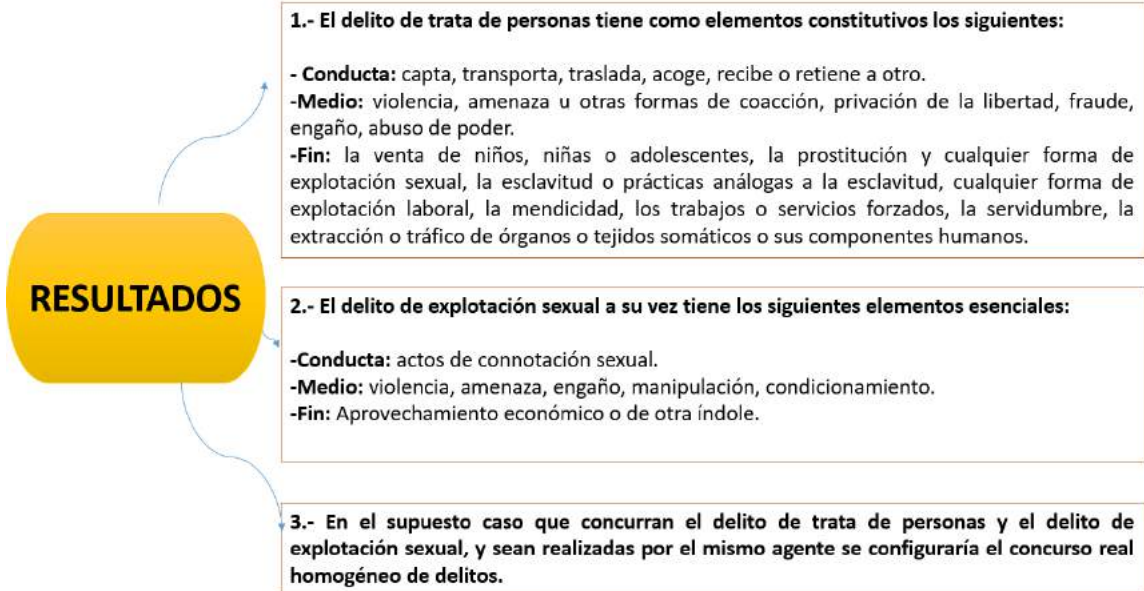 RESULTADOS
1.- El delito de trata de personas tiene como elementos constitutivos los siguientes:
- Conducta: capta, transporta, traslada, acoge, recibe o retiene a otro.
-Medio: violencia, amenaza u otras formas de coacción, privación de la libertad, fraude,
engaño, abuso de poder.
-Fin: la venta de niños, niñas o adolescentes, la prostitución y cualquier forma de
explotación sexual, la esclavitud o prácticas análogas a la esclavitud, cualquier forma de
explotación laboral, la mendicidad, los trabajos o servicios forzados, la servidumbre, la
extracción o tráfico de órganos o tejidos somáticos o sus componentes humanos.
2.- El delito de explotación sexual a su vez tiene los siguientes elementos esenciales:
-Conducta: actos de connotación sexual.
-Medio: violencia, amenaza, engaño, manipulación, condicionamiento.
-Fin: Aprovechamiento económico o de otra índole.
3.- En el supuesto caso que concurran el delito de trata de personas y el delito de
explotación sexual, y sean realizadas por el mismo agente se configuraría el concurso real
homogéneo de delitos.